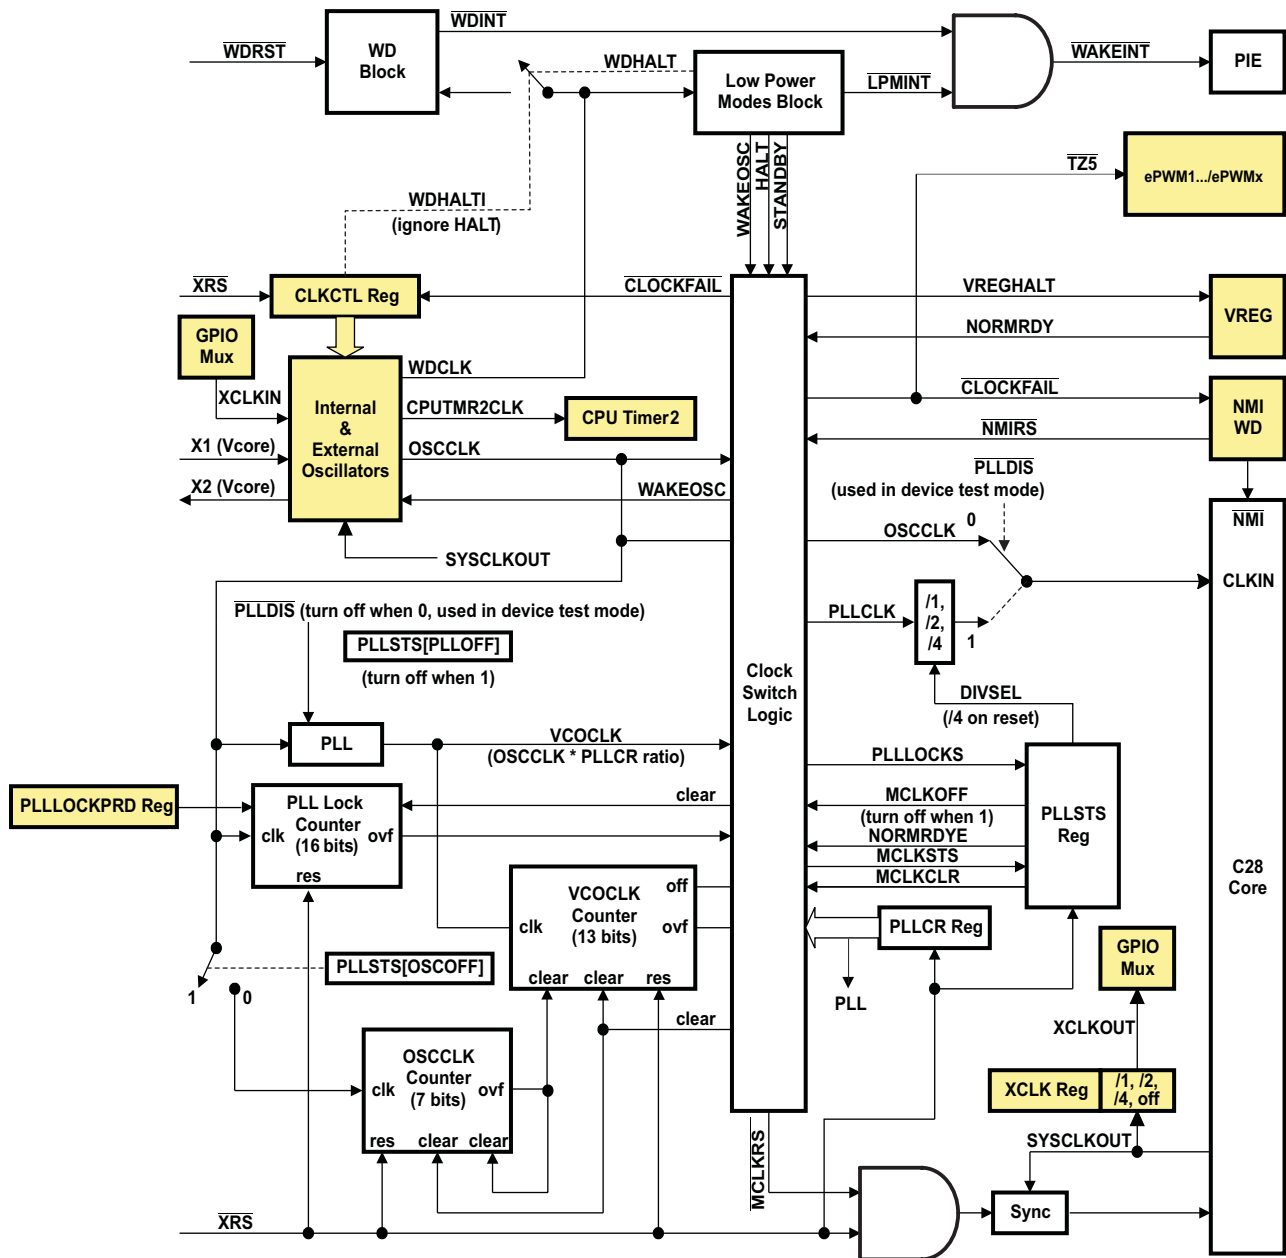 WDINT
WDRST
WD
Block
WDHALT
Low Power
Modes Block
LPMINT
WAKEINT
PIE
WAKEOSC
HALT
STANDBY
TZ5
ePWM1.../ePWMx
WDHALTI
(ignore HALT)
XRS
CLKCTL Reg
CLOCKFAIL
VREGHALT
NORMRDY
VREG
GPIO
Mux
XCLKIN
WDCLK
CPUTMR2CLK
CPU Timer2
Internal
&
External
Oscillators
X1 (Vcore)
X2 (Vcore)
OSCCLK
WAKEOSC
SYSCLKOUT
CLOCKFAIL
NMIRS
NMI
WD
PLLDIS
(used in device test mode)
OSCCLK
0
NMI
CLKIN
PLLDIS (turn off when 0, used in device test mode)
PLLSTS[PLLOFF]
(turn off when 1)
PLLCLK
/1,
/2,
/4
1
Clock
Switch
Logic
DIVSEL
(/4 on reset)
PLL
VCOCLK
(OSCCLK * PLLCR ratio)
PLLLOCKPRD Reg
PLL Lock
Counter
(16 bits)
clk
ovf
res
clear
PLLLOCKS
MCLKOFF
(turn off when 1)
NORMRDYE
MCLKSTS
MCLKCLR
PLLSTS
Reg
C28
Core
VCOCLK
Counter
(13 bits)
clk
off
ovf
clear
clear
res
PLLCR Reg
PLL
GPIO
Mux
PLLSTS[OSCOFF]
1
0
clear
XCLKOUT
OSCCLK
Counter
(7 bits)
clk
ovf
res
clear
clear
XCLK Reg
/1, /2,
/4, off
SYSCLKOUT
MCLKRS
Sync
XRS